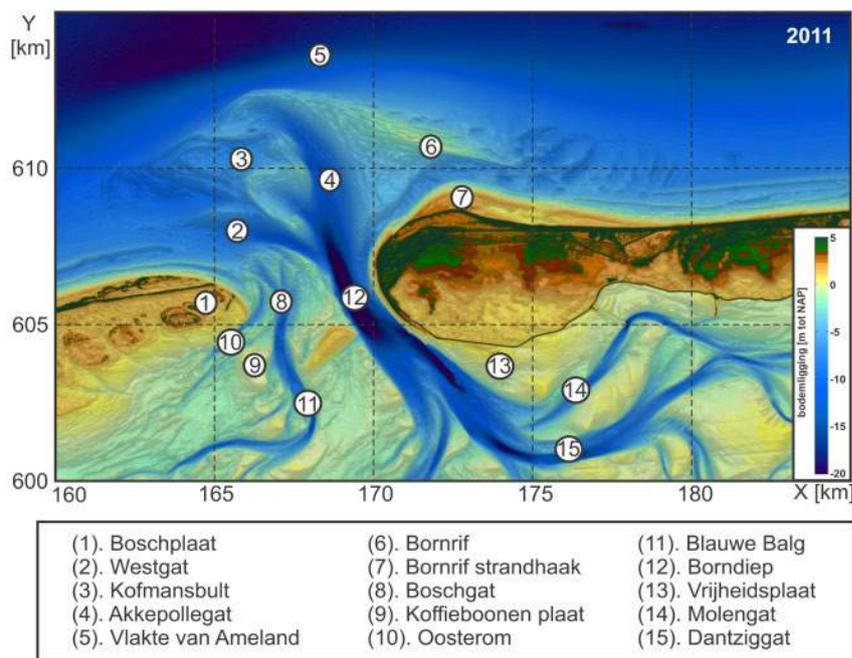 Y
[km]
2011
5
6
610
3
4
7
2
1
8
12
605
10
9
13
14
11
15
600
160
165
170
175
180
X [km]
bodemligging [m tot NAP]
5
0
-5
-10
-15
-20
(1). Boschplaat
(2). Westgat
(3). Kofmansbult
(4). Akkepollegat
(5). Vlakte van Ameland
(6). Bornrif
(7). Bornrif strandhaak
(8). Boschgat
(9). Koffieboonen plaat
(10). Oosterom
(11). Blauwe Balg
(12). Borndiep
(13). Vrijheidsplaat
(14). Molengat
(15). Dantziggat